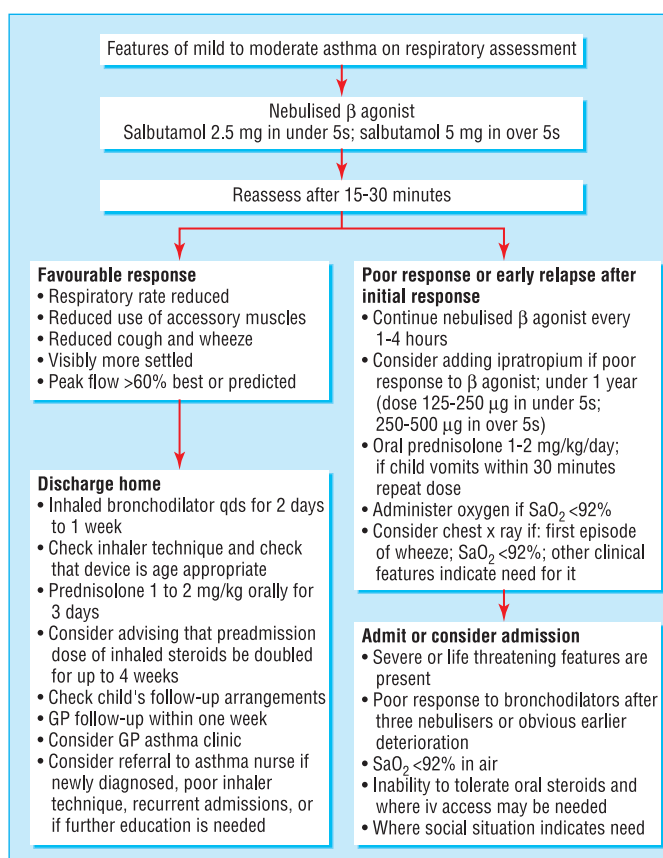 Features of mild to moderate asthma on respiratory assessment
Nebulised β agonist
Salbutamol 2.5 mg in under 5s; salbutamol 5 mg in over 5s
Reassess after 15-30 minutes
Favourable response
• Respiratory rate reduced
• Reduced use of accessory muscles
• Reduced cough and wheeze
• Visibly more settled
• Peak flow >60% best or predicted
Discharge home
• Inhaled bronchodilator qds for 2 days
to 1 week
• Check inhaler technique and check
that device is age appropriate
• Prednisolone 1 to 2 mg/kg orally for
3 days
• Consider advising that preadmission
dose of inhaled steroids be doubled
for up to 4 weeks
• Check child's follow-up arrangements
• GP follow-up within one week
• Consider GP asthma clinic
• Consider referral to asthma nurse if
newly diagnosed, poor inhaler
technique, recurrent admissions, or
if further education is needed
Poor response or early relapse after
initial response
• Continue nebulised β agonist every
1-4 hours
• Consider adding ipratropium if poor
response to β agonist; under 1 year
(dose 125-250 µg in under 5s;
250-500 µg in over 5s)
• Oral prednisolone 1-2 mg/kg/day;
if child vomits within 30 minutes
repeat dose
• Administer oxygen if SaO₂ <92%
• Consider chest x ray if: first episode
of wheeze; SaO₂ <92%; other clinical
features indicate need for it
Admit or consider admission
• Severe or life threatening features are
present
• Poor response to bronchodilators after
three nebulisers or obvious earlier
deterioration
• SaO₂ <92% in air
• Inability to tolerate oral steroids and
where iv access may be needed
• Where social situation indicates need